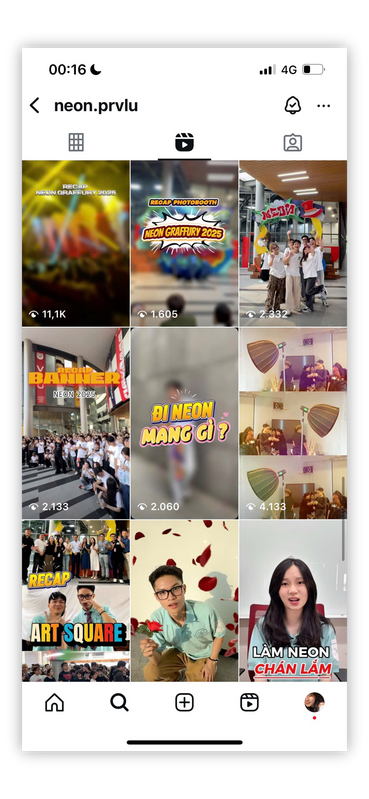 00:16
4G
neon.prvlu
RECAP
NEON GRAFFURY 2025
11,1K
RECAP PHOTOBOOTH
NEON GRAFFURY 2025
1.605
NEON
2.332
RECAP
BANNER
NEON 2025
2.133
ĐI NEON
MANG GÌ ?
2.060
4.133
RECAP
ART SQUARE
LÀM NEON
CHÁN LẮM